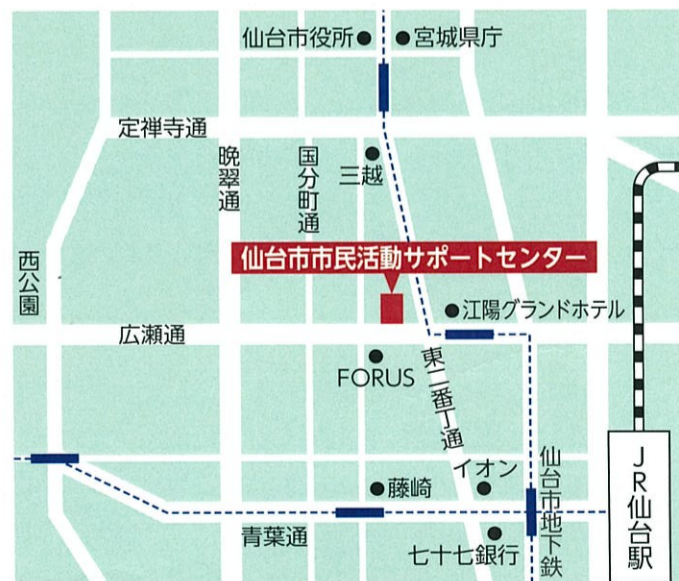 仙台市役所
宮城県庁
定禅寺通
晩翠通
国分町通
三越
西公園
仙台市市民活動サポートセンター
江陽グランドホテル
広瀬通
FORUS
東二番丁通
藤崎
イオン
仙台市地下鉄
JR仙台駅
青葉通
七十七銀行